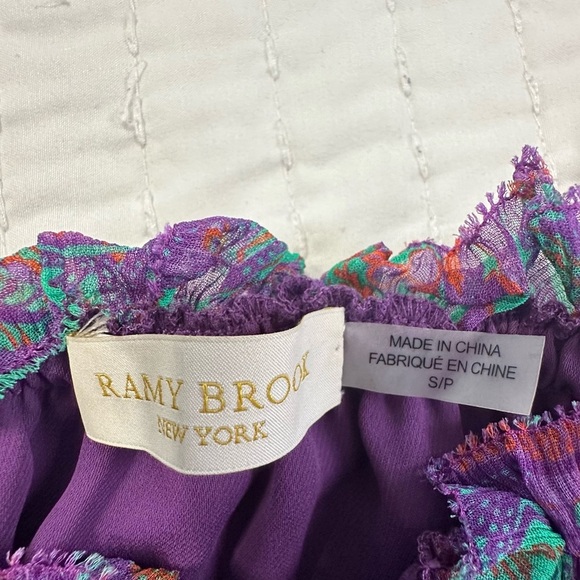 RAMY BROOK
NEW YORK
MADE IN CHINA
FABRIQUÉ EN CHINE
S/P